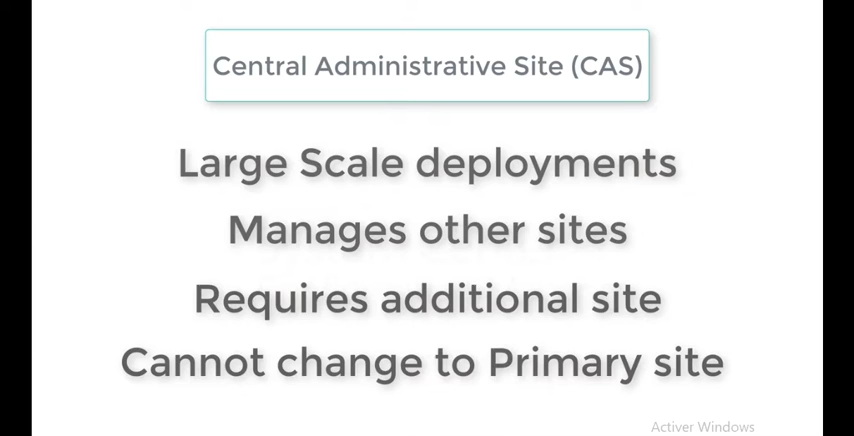 Central Administrative Site (CAS)
Large Scale deployments
Manages other sites
Requires additional site
Cannot change to Primary site
Activer Windows